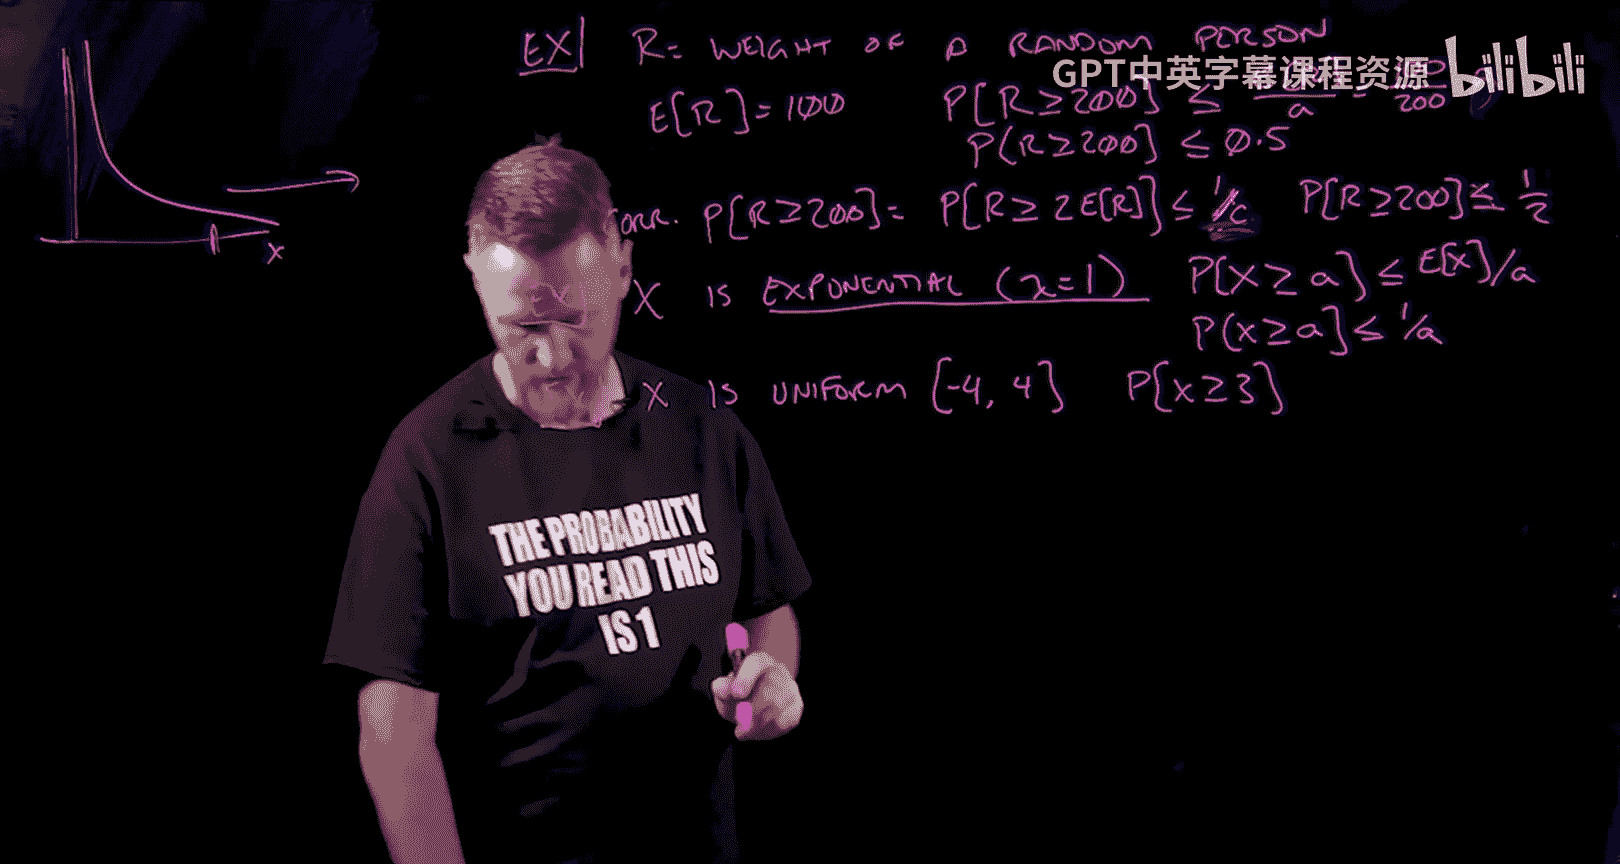 EX| R = WEIGHT OF A RANDOM PERSON
GPT中英字幕课程资源 bilibili
E[R] = 100 P[R ≥ 200] ≤ /a = /200
P[R ≥ 200] ≤ 0.5
ORR. P[R ≥ 200] = P[R ≥ 2E[R]] ≤ 1/c P[R ≥ 200] ≤ 1/2
X IS EXPONENTIAL (λ=1) P[X ≥ a] ≤ E[X]/a
P[X ≥ a] ≤ 1/a
X IS UNIFORM [-4, 4] P[X ≥ 3]
X
THE PROBABILITY
YOU READ THIS
IS 1